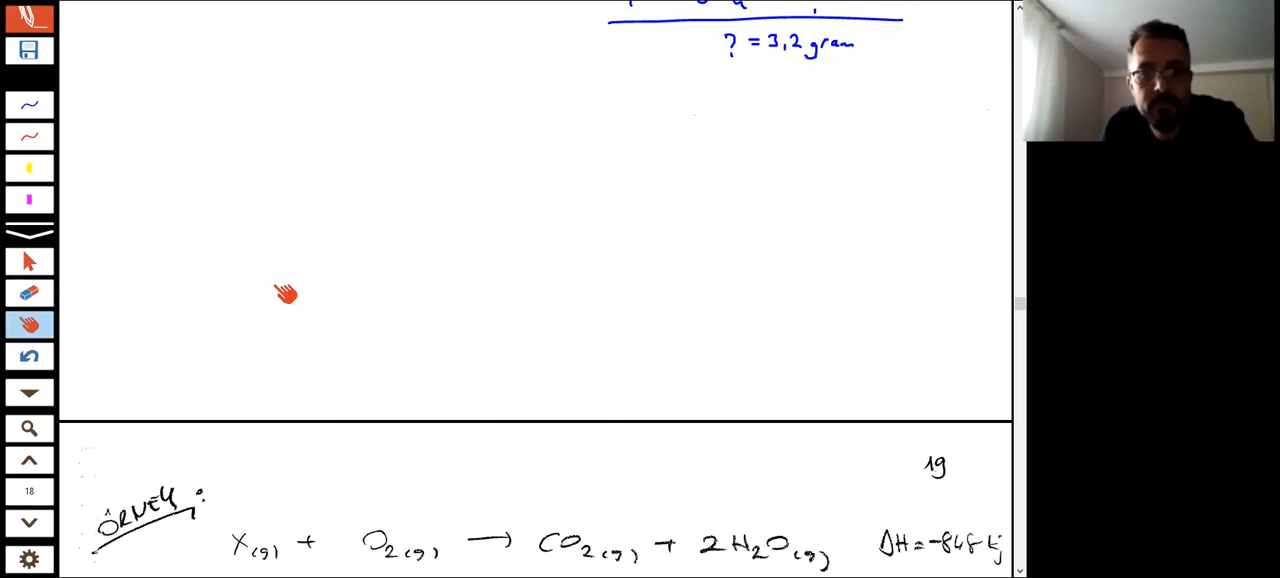 ? = 3,2 gram
18
19
ÖRNEK:
X(g) + O2(g) → CO2(g) + 2H2O(g) ΔH=-848 kj